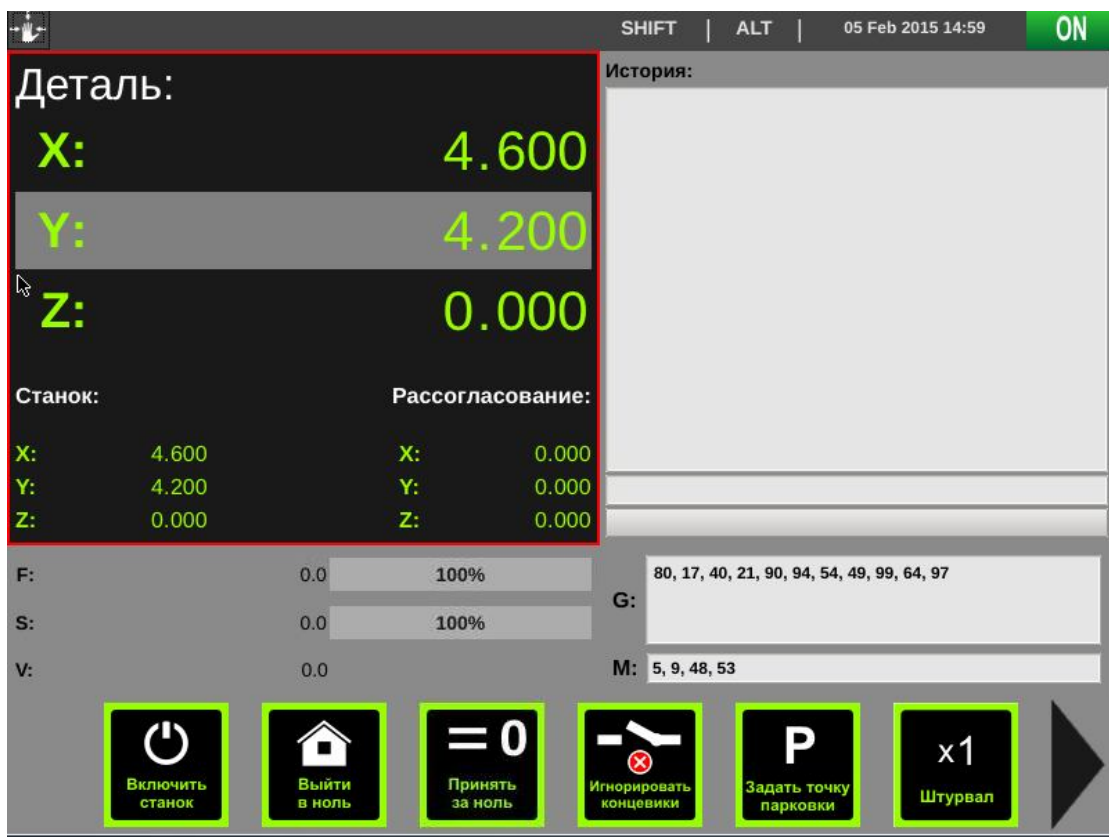 SHIFT | ALT | 05 Feb 2015 14:59 ON
Деталь:
X: 4.600
Y: 4.200
Z: 0.000
Станок: Рассогласование:
X: 4.600 X: 0.000
Y: 4.200 Y: 0.000
Z: 0.000 Z: 0.000
История:
F: 0.0 100%
S: 0.0 100%
V: 0.0
G: 80, 17, 40, 21, 90, 94, 54, 49, 99, 64, 97
M: 5, 9, 48, 53
Включить
станок
Выйти
в ноль
= 0
Принять
за ноль
Игнорировать
концевики
P
Задать точку
парковки
x1
Штурвал